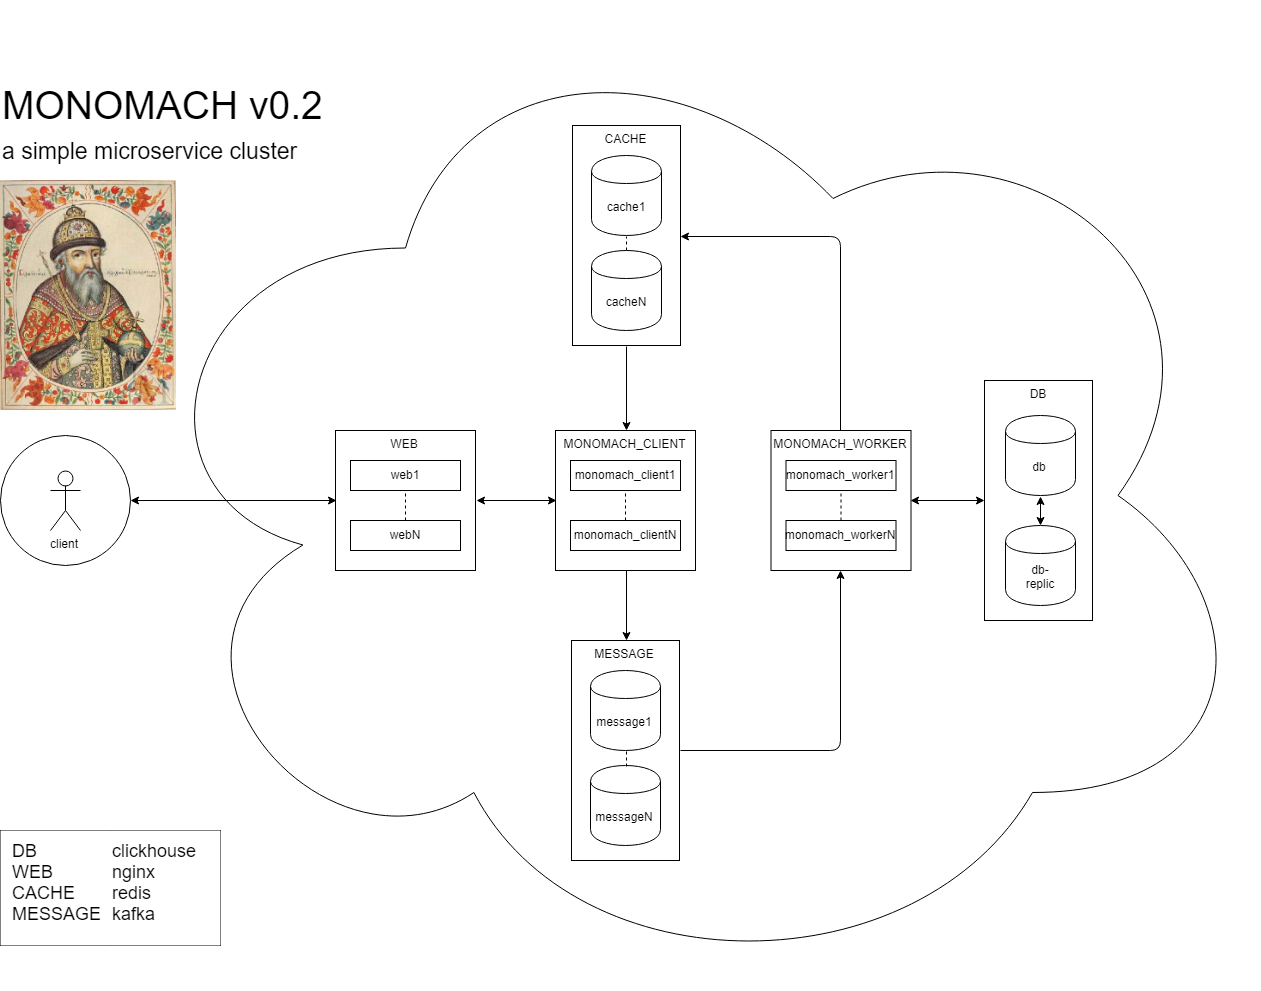 MONOMACH v0.2
a simple microservice cluster
CACHE
cache1
cacheN
client
WEB
web1
webN
MONOMACH_CLIENT
monomach_client1
monomach_clientN
MONOMACH_WORKER
monomach_worker1
monomach_workerN
DB
db
db-
replic
MESSAGE
message1
messageN
DB clickhouse
WEB nginx
CACHE redis
MESSAGE kafka